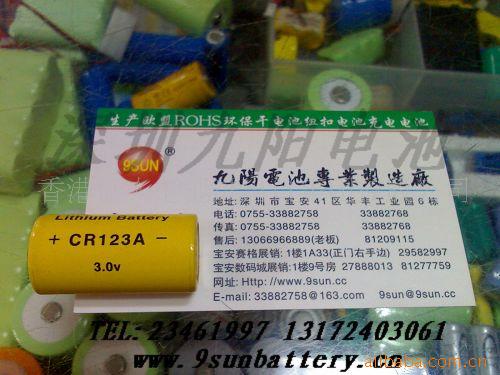 生产欧盟ROHS环保干电池纽扣电池充电电池
深圳九阳电池
9SUN
九陽電池專業製造廠
香港
地址:深圳市宝安41区华丰工业园6栋
电话:0755-33882758 33882768
传真:0755-33882758 33882768
售后:13066966889(老板) 81209115
宝安赛格展销:1楼1A33(正门右手边) 29582997
宝安数码城展销:1楼9号房 27888013 81277759
网址:Http://www.9sun.cc
E-mail:33882758@163.com 9sun@9sun.cc
Lithium Battery
+ CR123A -
3.0v
TEL: 23461997 13172403061
www.9sunbattery.com